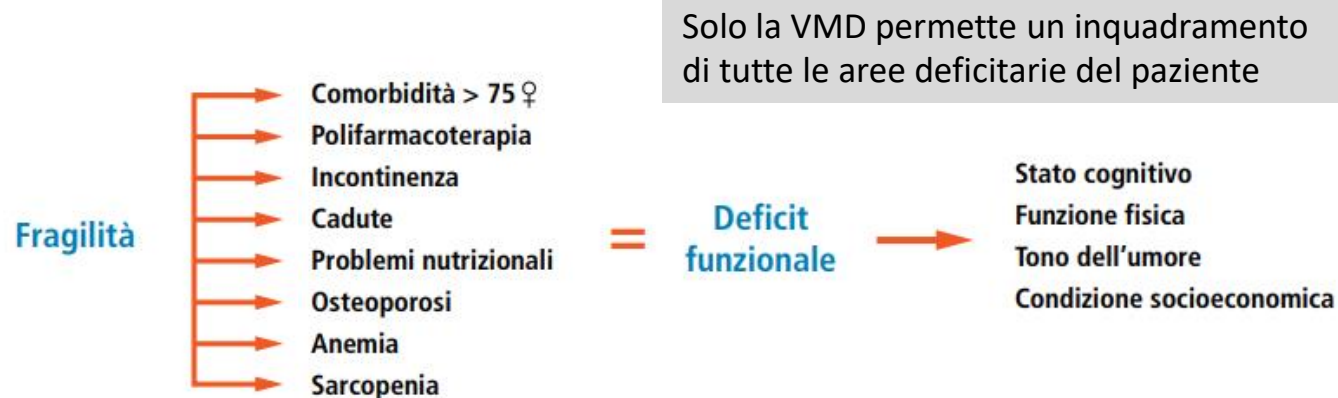 Solo la VMD permette un inquadramento
di tutte le aree deficitarie del paziente
Fragilità
Comorbidità > 75 ♀
Polifarmacoterapia
Incontinenza
Cadute
Problemi nutrizionali
Osteoporosi
Anemia
Sarcopenia
=
Deficit
funzionale
Stato cognitivo
Funzione fisica
Tono dell'umore
Condizione socioeconomica